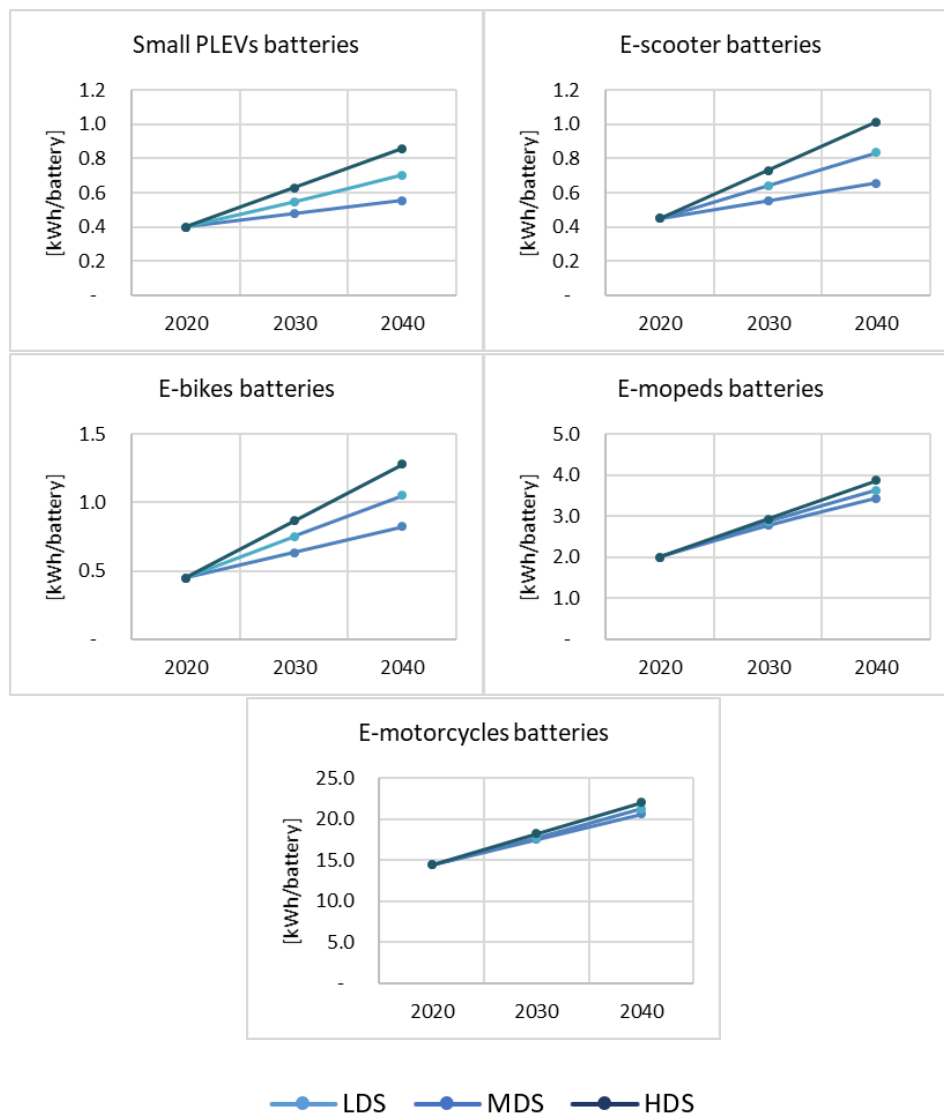 Small PLEVs batteries
[kWh/battery]
1.2
1.0
0.8
0.6
0.4
0.2
-
2020 2030 2040
E-scooter batteries
[kWh/battery]
1.2
1.0
0.8
0.6
0.4
0.2
-
2020 2030 2040
E-bikes batteries
[kWh/battery]
1.5
1.0
0.5
-
2020 2030 2040
E-mopeds batteries
[kWh/battery]
5.0
4.0
3.0
2.0
1.0
-
2020 2030 2040
E-motorcycles batteries
[kWh/battery]
25.0
20.0
15.0
10.0
5.0
-
2020 2030 2040
LDS MDS HDS